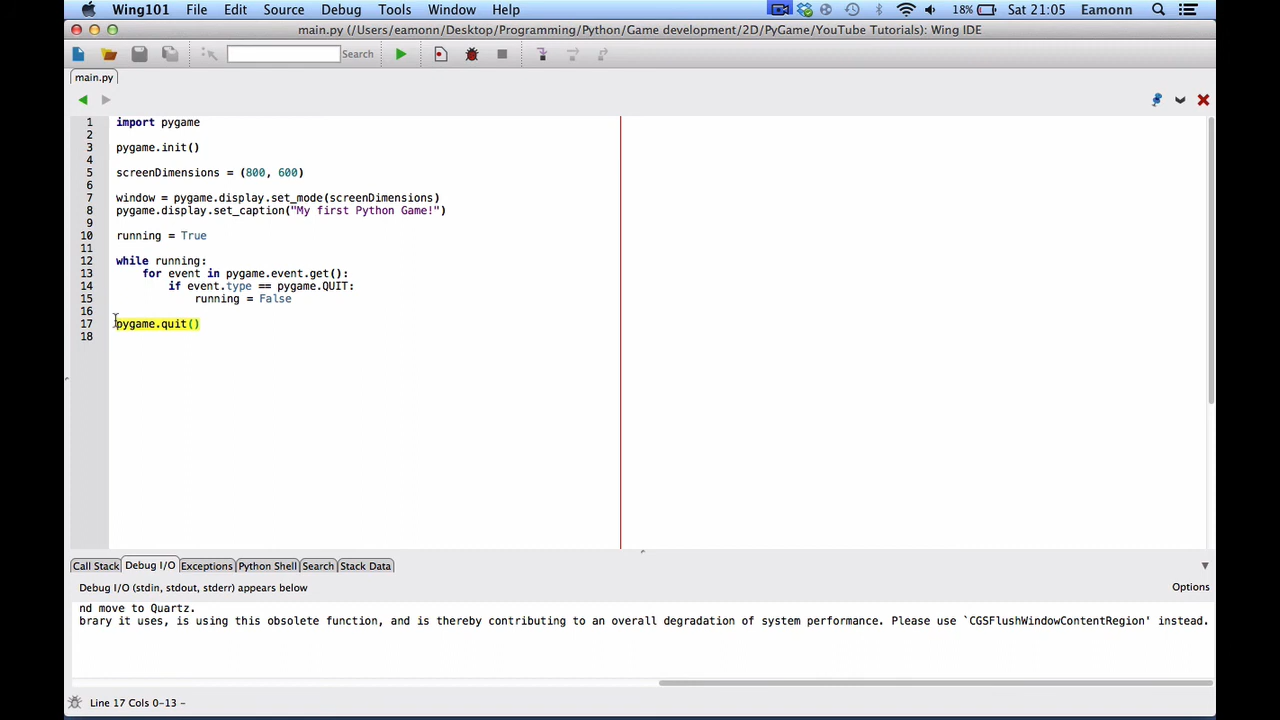 Wing101 File Edit Source Debug Tools Window Help 18% Sat 21:05 Eamonn
main.py (/Users/eamonn/Desktop/Programming/Python/Game development/2D/PyGame/YouTube Tutorials): Wing IDE
Search
main.py
1 import pygame
2
3 pygame.init()
4
5 screenDimensions = (800, 600)
6
7 window = pygame.display.set_mode(screenDimensions)
8 pygame.display.set_caption("My first Python Game!")
9
10 running = True
11
12 while running:
13 for event in pygame.event.get():
14 if event.type == pygame.QUIT:
15 running = False
16
17 pygame.quit()
18
Call Stack Debug I/O Exceptions Python Shell Search Stack Data
Debug I/O (stdin, stdout, stderr) appears below Options
nd move to Quartz.
brary it uses, is using this obsolete function, and is thereby contributing to an overall degradation of system performance. Please use `CGSFlushWindowContentRegion' instead.
Line 17 Cols 0-13 –